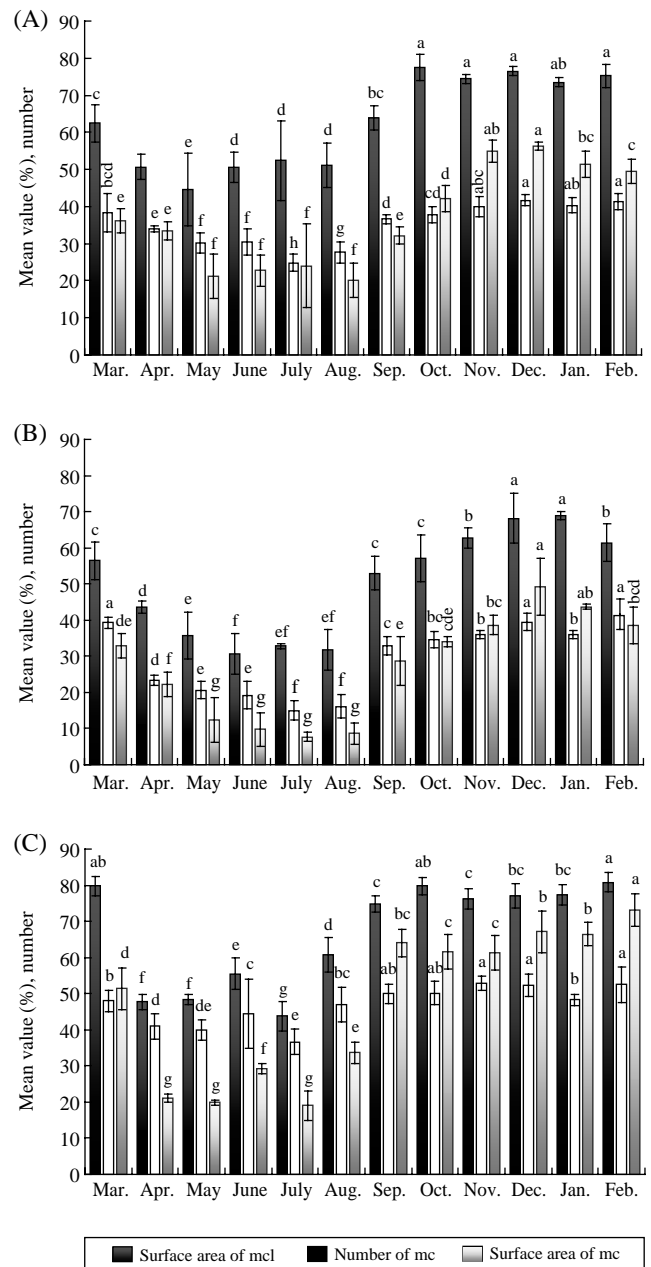 (A)
Mean value (%), number
90
80
70
60
50
40
30
20
10
0
c bcd e
d e e
e f f
d f f
d h f
d g f
bc d e
a cd d
a abc ab
a a a
ab ab bc
a a c
Mar. Apr. May June July Aug. Sep. Oct. Nov. Dec. Jan. Feb.
(B)
Mean value (%), number
90
80
70
60
50
40
30
20
10
0
c a de
d d f
e e g
f e g
ef f g
f f g
c c e
c bc cde
b b bc
a a a
a b ab
b a bcd
Mar. Apr. May June July Aug. Sep. Oct. Nov. Dec. Jan. Feb.
(C)
Mean value (%), number
90
80
70
60
50
40
30
20
10
0
ab b d
f d g
f de g
e c f
g e g
d bc e
c ab bc
ab ab c
c a c
bc a b
bc b b
a a a
Mar. Apr. May June July Aug. Sep. Oct. Nov. Dec. Jan. Feb.
Surface area of mcl Number of mc Surface area of mc